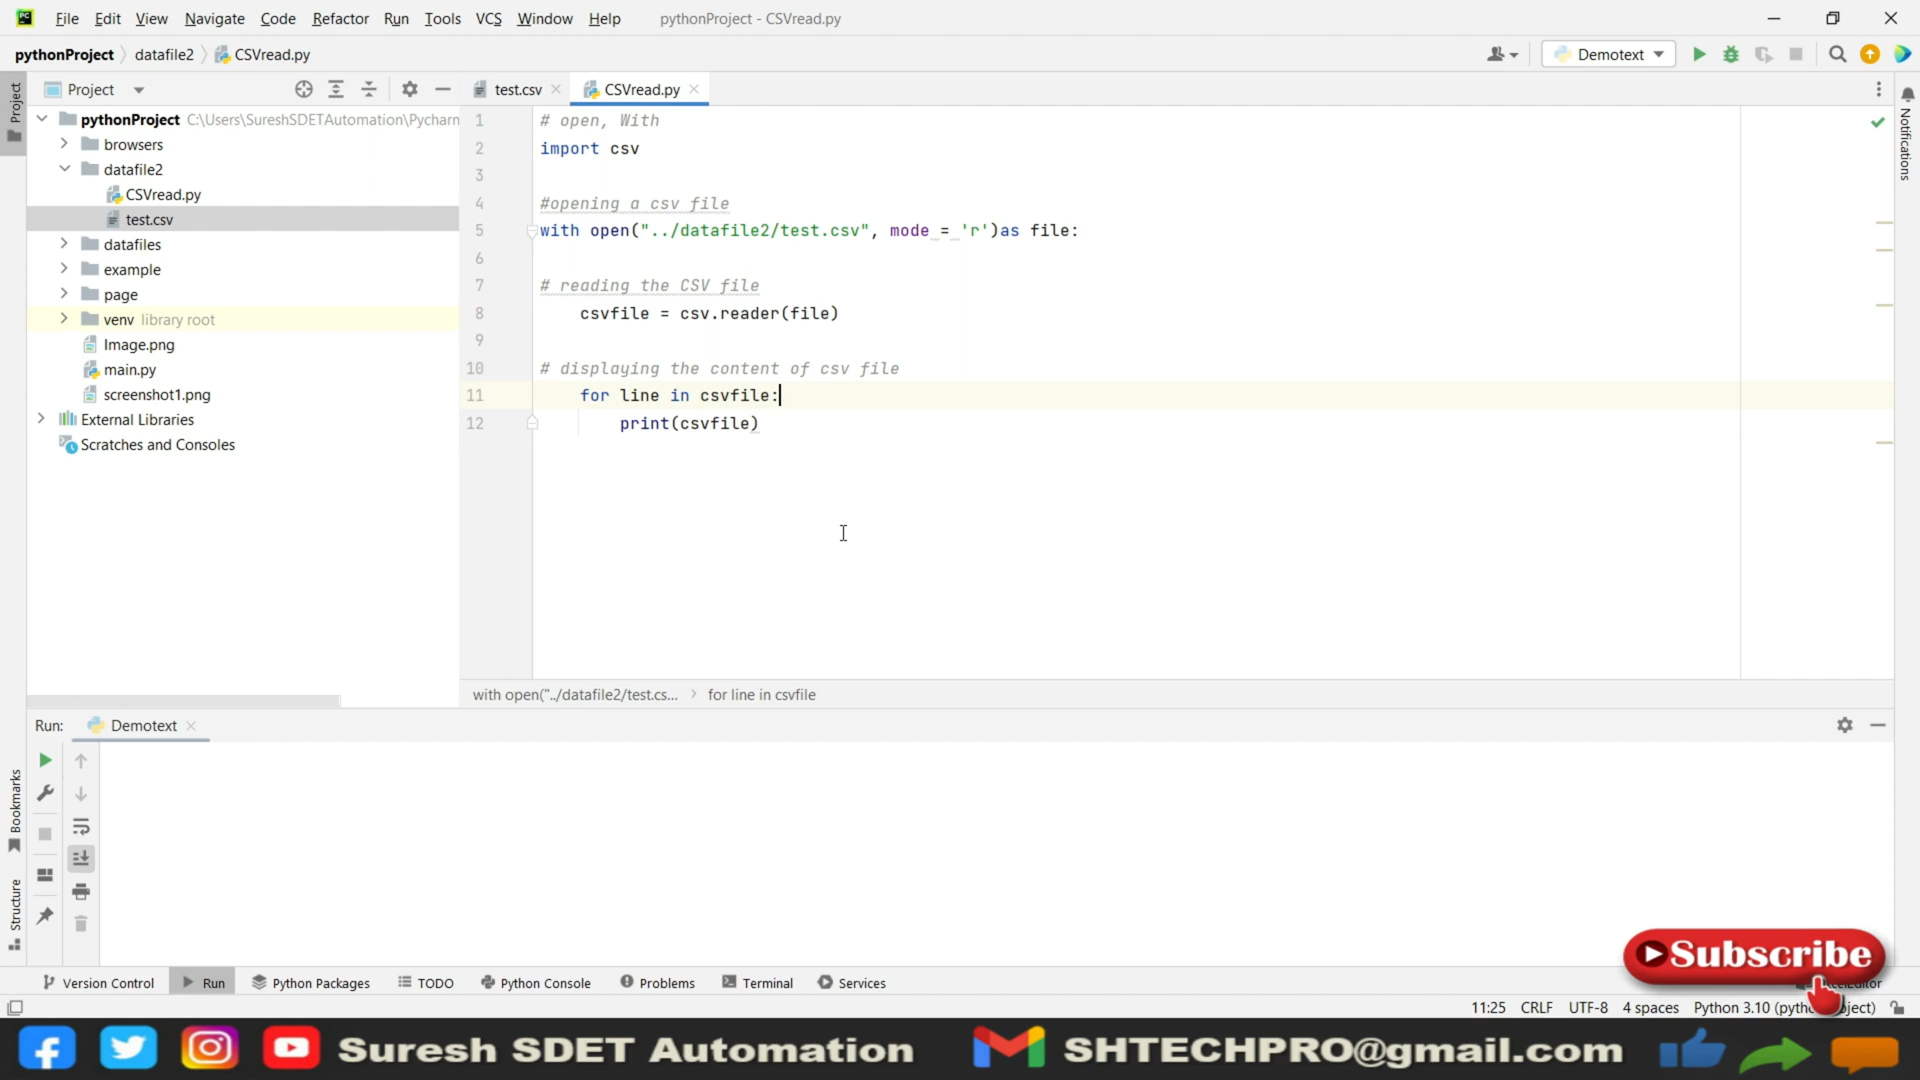 File Edit View Navigate Code Refactor Run Tools VCS Window Help pythonProject - CSVread.py
pythonProject datafile2 CSVread.py
Demotext
Project
test.csv
CSVread.py
Project
Notifications
pythonProject C:\Users\SureshSDETAutomation\Pycharm
browsers
datafile2
CSVread.py
test.csv
datafiles
example
page
venv library root
Image.png
main.py
screenshot1.png
External Libraries
Scratches and Consoles
1 # open, With
2 import csv
3
4 #opening a csv file
5 with open("../datafile2/test.csv", mode = 'r')as file:
6
7 # reading the CSV file
8 csvfile = csv.reader(file)
9
10 # displaying the content of csv file
11 for line in csvfile:
12 print(csvfile)
with open("../datafile2/test.cs... for line in csvfile
Run: Demotext
Bookmarks
Structure
Version Control Run Python Packages TODO Python Console Problems Terminal Services
Subscribe
11:25 CRLF UTF-8 4 spaces Python 3.10
Suresh SDET Automation SHTECHPRO@gmail.com